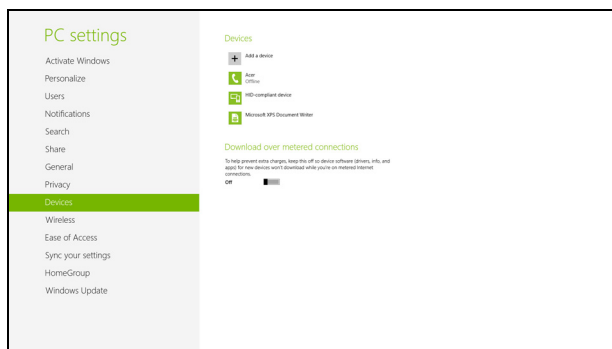 PC settings
Activate Windows
Personalize
Users
Notifications
Search
Share
General
Privacy
Devices
Wireless
Ease of Access
Sync your settings
HomeGroup
Windows Update
Devices
Add a device
Acer
Offline
HID-compliant device
Microsoft XPS Document Writer
Download over metered connections
To help prevent extra charges, keep this off so device software (drivers, info, and
apps) for new devices won't download while you're on metered Internet
connections.
Off